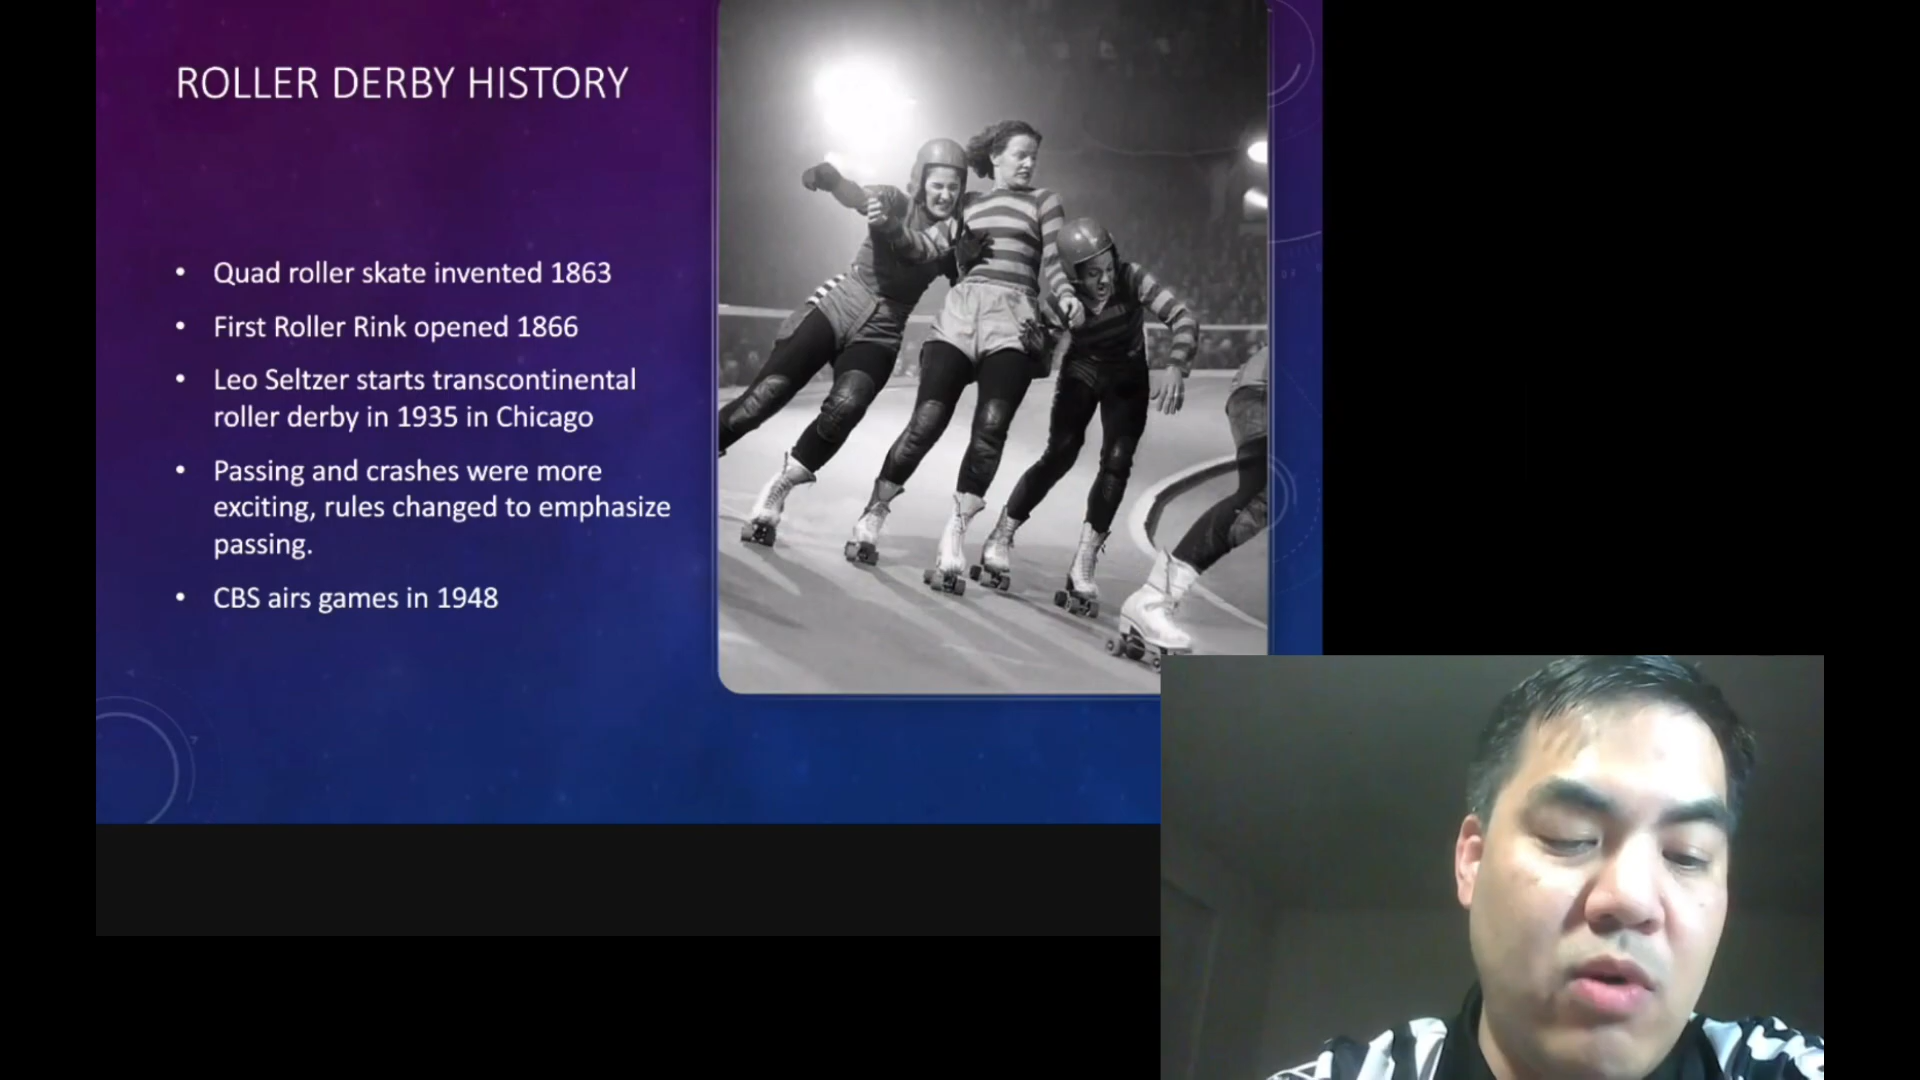 ROLLER DERBY HISTORY
• Quad roller skate invented 1863
• First Roller Rink opened 1866
• Leo Seltzer starts transcontinental
roller derby in 1935 in Chicago
• Passing and crashes were more
exciting, rules changed to emphasize
passing.
• CBS airs games in 1948